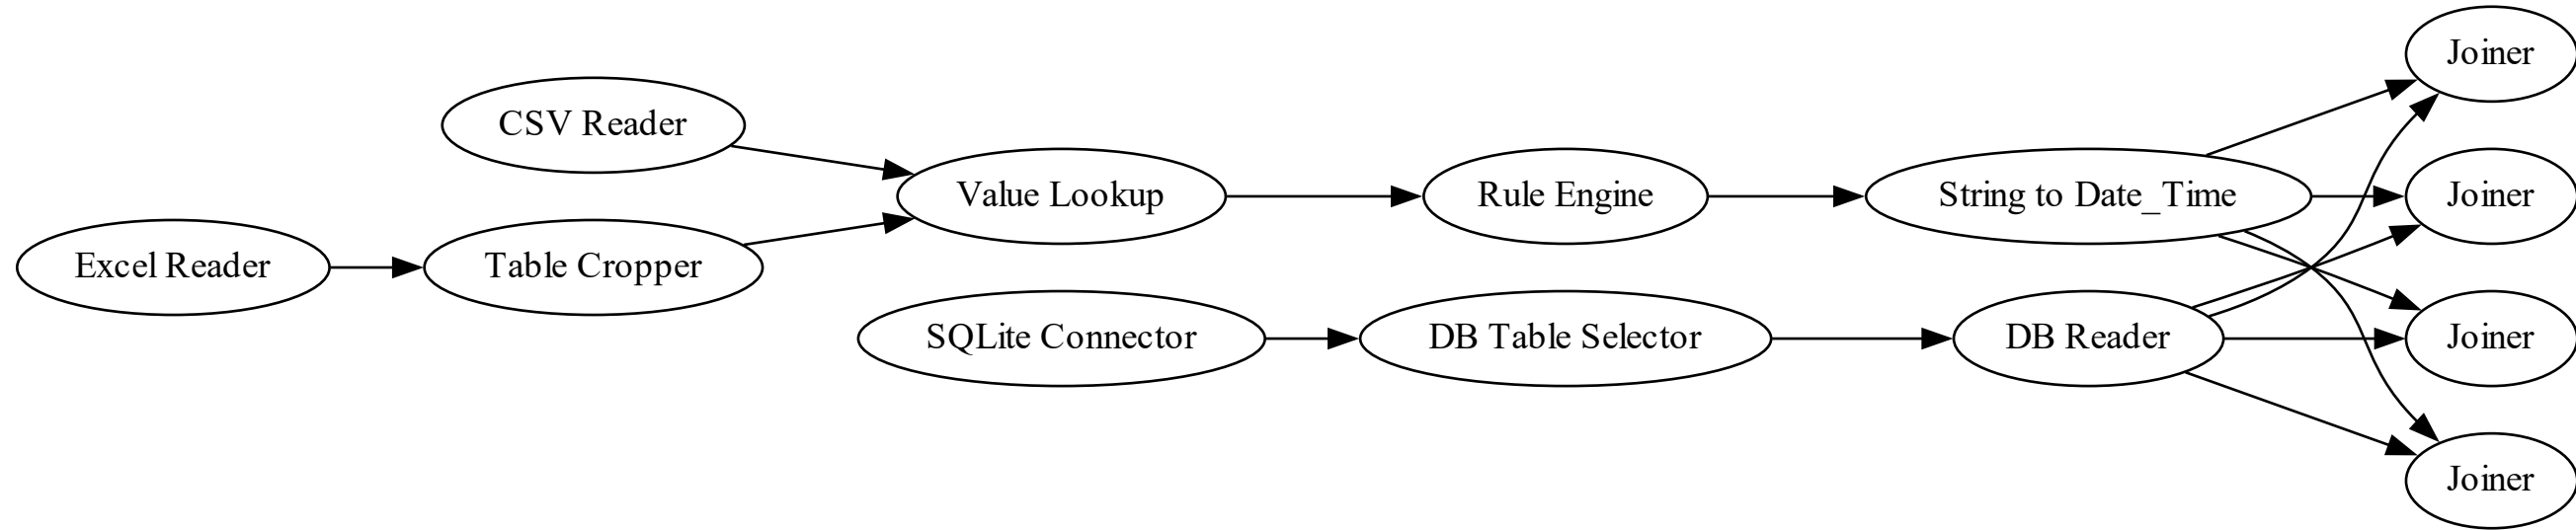 Joiner
CSV Reader
Value Lookup
Rule Engine
String to Date_Time
Joiner
Excel Reader
Table Cropper
SQLite Connector
DB Table Selector
DB Reader
Joiner
Joiner